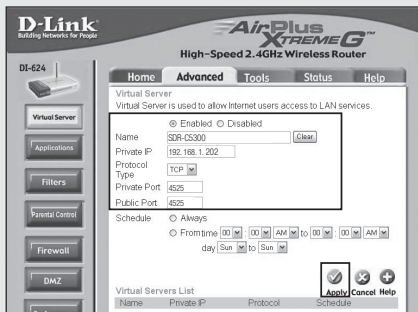 D-Link
Building Networks for People
AirPlus
XTREME G™
High-Speed 2.4GHz Wireless Router
DI-624
Home Advanced Tools Status Help
Virtual Server
Virtual Server is used to allow Internet users access to LAN services.
Virtual Server
Applications
Filters
Parental Control
Firewall
DMZ
Enabled Disabled
Name SDR-C5300 Clear
Private IP 192.168.1.202
Protocol Type TCP
Private Port 4525
Public Port 4525
Schedule Always
From time 00 : 00 AM to 00 : 00 AM
day Sun to Sun
Apply Cancel Help
Virtual Servers List
Name Private IP Protocol Schedule